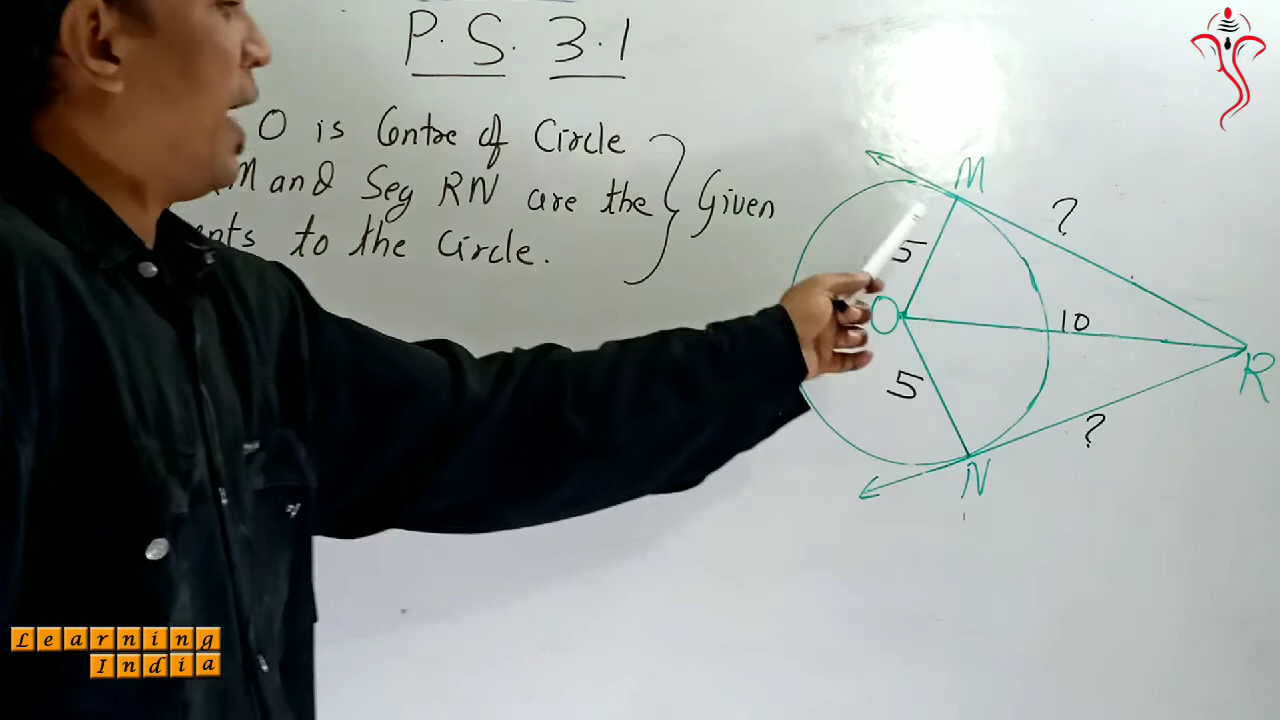 P.S. 3.1
O is Centre of Circle
M and Seg RN are the
nts to the Circle.
Given
M
?
5
O
10
R
5
?
N
Learning
India